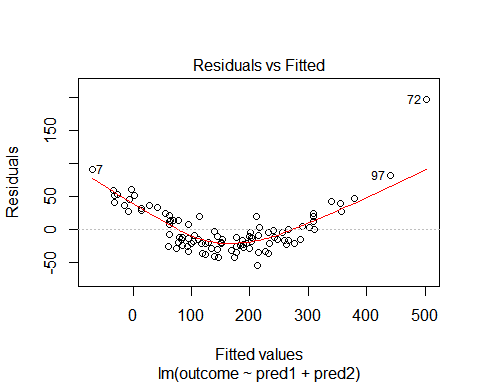 Residuals vs Fitted
Residuals
150
50
0
-50
72
97
7
0 100 200 300 400 500
Fitted values
lm(outcome ~ pred1 + pred2)